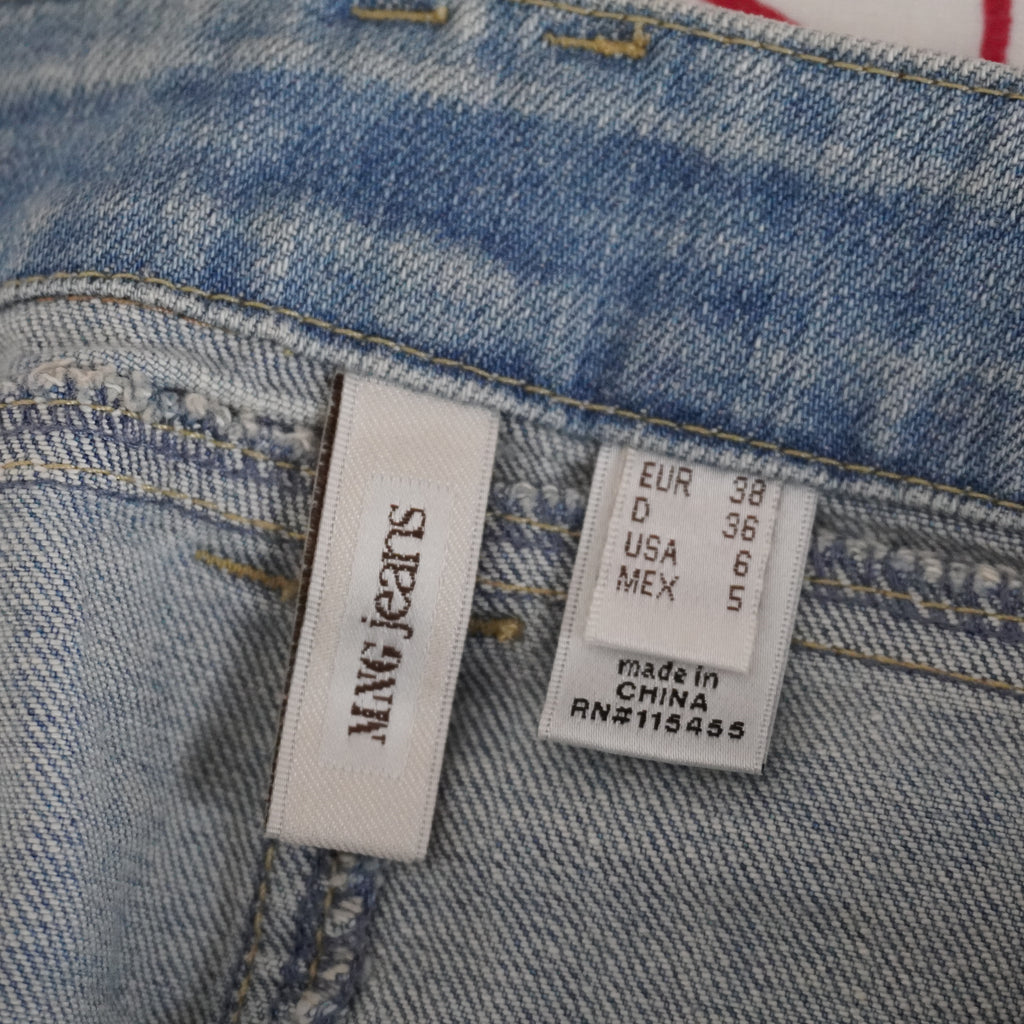 MNG jeans
EUR 38
D 36
USA 6
MEX 5
made in
CHINA
RN#115455